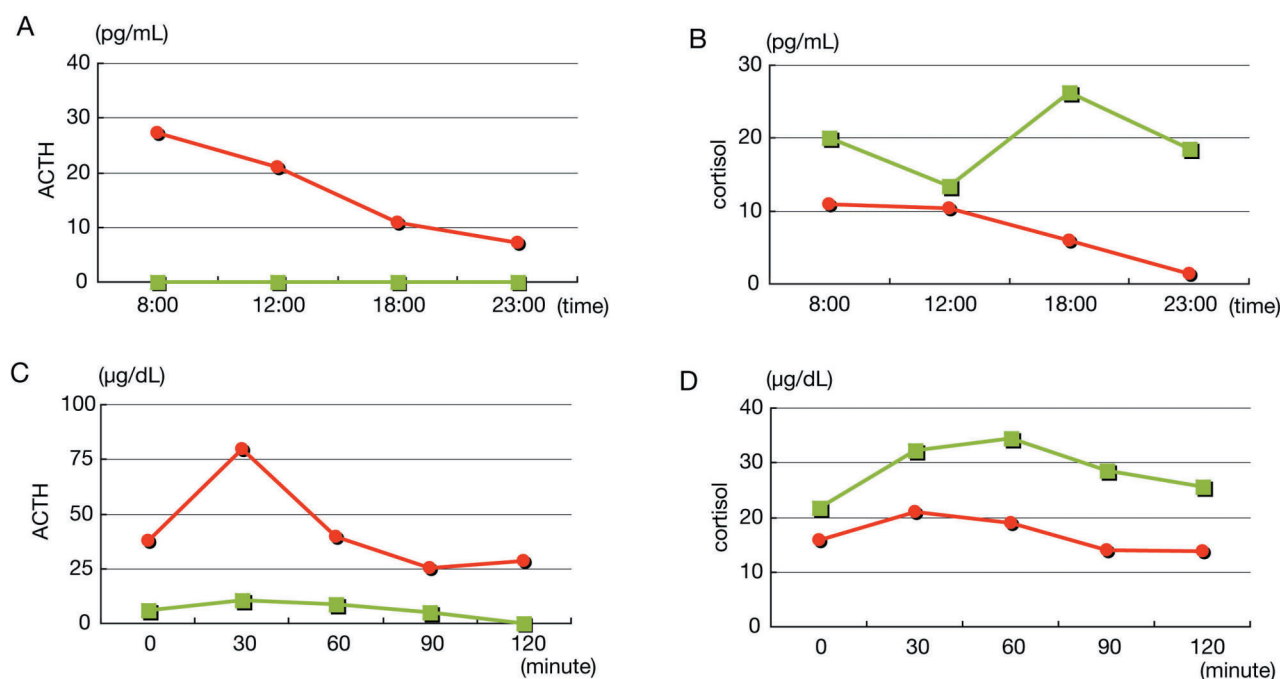 A
(pg/mL)
40
30
20
10
0
ACTH
8:00 12:00 18:00 23:00 (time)
B
(pg/mL)
30
20
10
0
cortisol
8:00 12:00 18:00 23:00 (time)
C
(µg/dL)
100
75
50
25
0
ACTH
0 30 60 90 120
(minute)
D
(µg/dL)
40
30
20
10
0
cortisol
0 30 60 90 120
(minute)